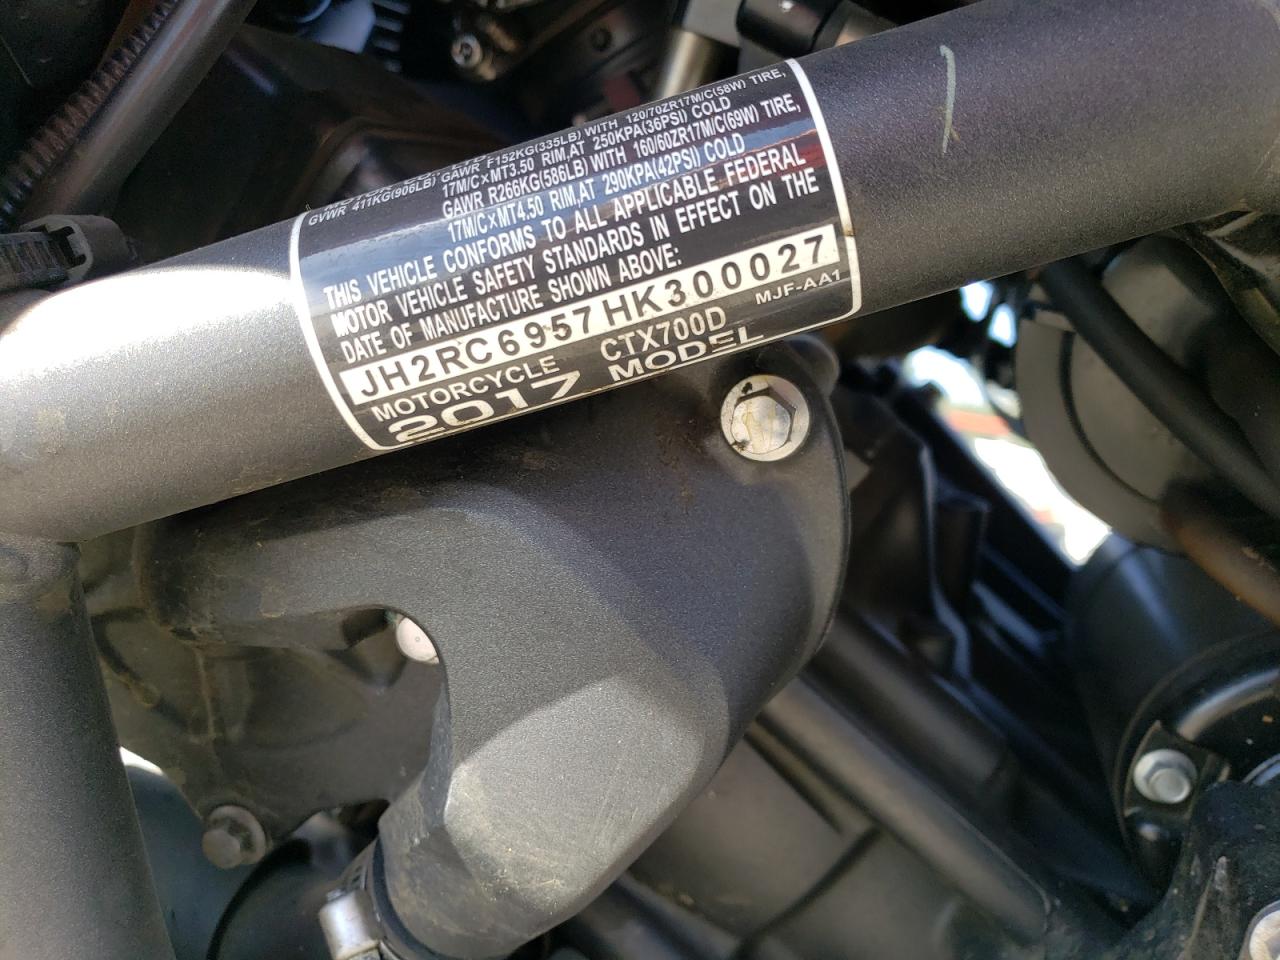 MOTOR CO., LTD
GVWR 411KG(906LB) GAWR F152KG(335LB) WITH 120/70ZR17M/C(58W) TIRE,
17M/C×MT3.50 RIM,AT 250KPA(36PSI) COLD
GAWR R266KG(586LB) WITH 160/60ZR17M/C(69W) TIRE,
17M/C×MT4.50 RIM,AT 290KPA(42PSI) COLD
THIS VEHICLE CONFORMS TO ALL APPLICABLE FEDERAL
MOTOR VEHICLE SAFETY STANDARDS IN EFFECT ON THE
DATE OF MANUFACTURE SHOWN ABOVE:
JH2RC6957HK300027
MOTORCYCLE CTX700D MJF-AA1
2017 MODEL